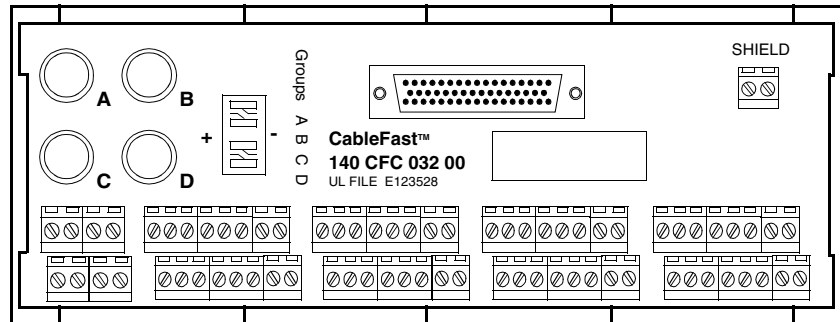 SHIELD
A B
C D
+ -
Groups A B C D
CableFast™
140 CFC 032 00
UL FILE E123528